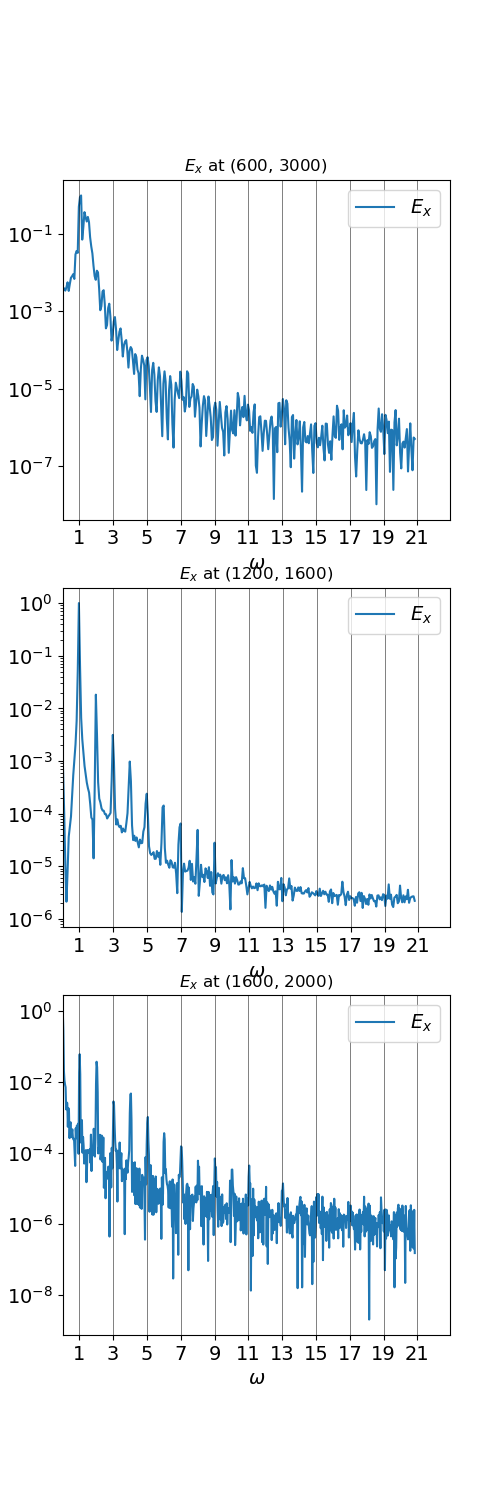 E_x at (600, 3000)
E_x
10^{-1}
10^{-3}
10^{-5}
10^{-7}
1 3 5 7 9 11 13 15 17 19 21
ω
E_x at (1200, 1600)
E_x
10^0
10^{-1}
10^{-2}
10^{-3}
10^{-4}
10^{-5}
10^{-6}
1 3 5 7 9 11 13 15 17 19 21
ω
E_x at (1600, 2000)
E_x
10^0
10^{-2}
10^{-4}
10^{-6}
10^{-8}
1 3 5 7 9 11 13 15 17 19 21
ω